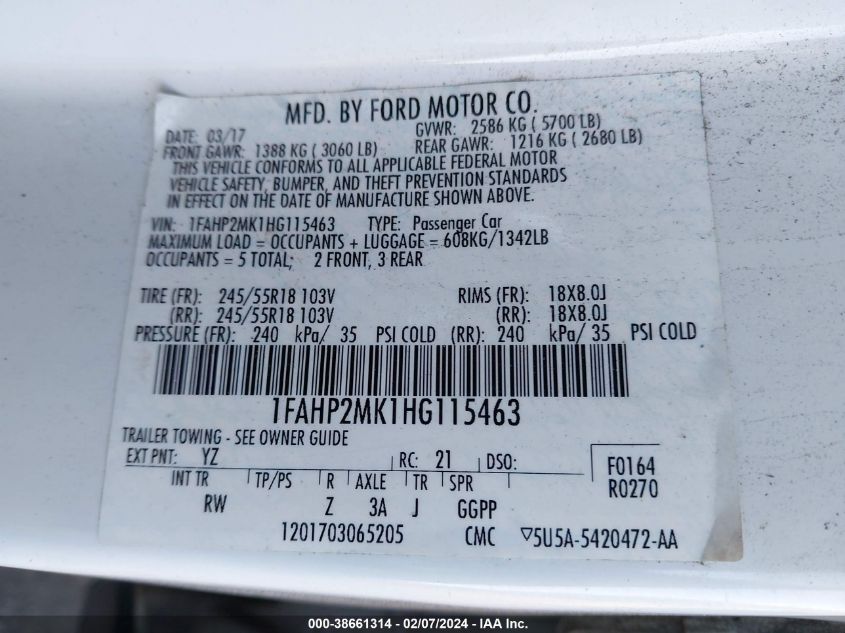 MFD. BY FORD MOTOR CO.
DATE: 03/17 GVWR: 2586 KG ( 5700 LB)
FRONT GAWR: 1388 KG ( 3060 LB) REAR GAWR: 1216 KG ( 2680 LB)
THIS VEHICLE CONFORMS TO ALL APPLICABLE FEDERAL MOTOR
VEHICLE SAFETY, BUMPER, AND THEFT PREVENTION STANDARDS
IN EFFECT ON THE DATE OF MANUFACTURE SHOWN ABOVE.
VIN: 1FAHP2MK1HG115463 TYPE: Passenger Car
MAXIMUM LOAD = OCCUPANTS + LUGGAGE = 608KG/1342LB
OCCUPANTS = 5 TOTAL; 2 FRONT, 3 REAR
TIRE (FR): 245/55R18 103V RIMS (FR): 18X8.0J
(RR): 245/55R18 103V (RR): 18X8.0J
PRESSURE (FR): 240 kPa/ 35 PSI COLD (RR): 240 kPa/ 35 PSI COLD
1FAHP2MK1HG115463
TRAILER TOWING - SEE OWNER GUIDE
EXT PNT: YZ RC: 21 DSO: F0164
INT TR TP/PS R AXLE TR SPR R0270
RW Z 3A J GGPP
1201703065205 CMC ▽5U5A-5420472-AA
000-38661314 - 02/07/2024 - IAA Inc.